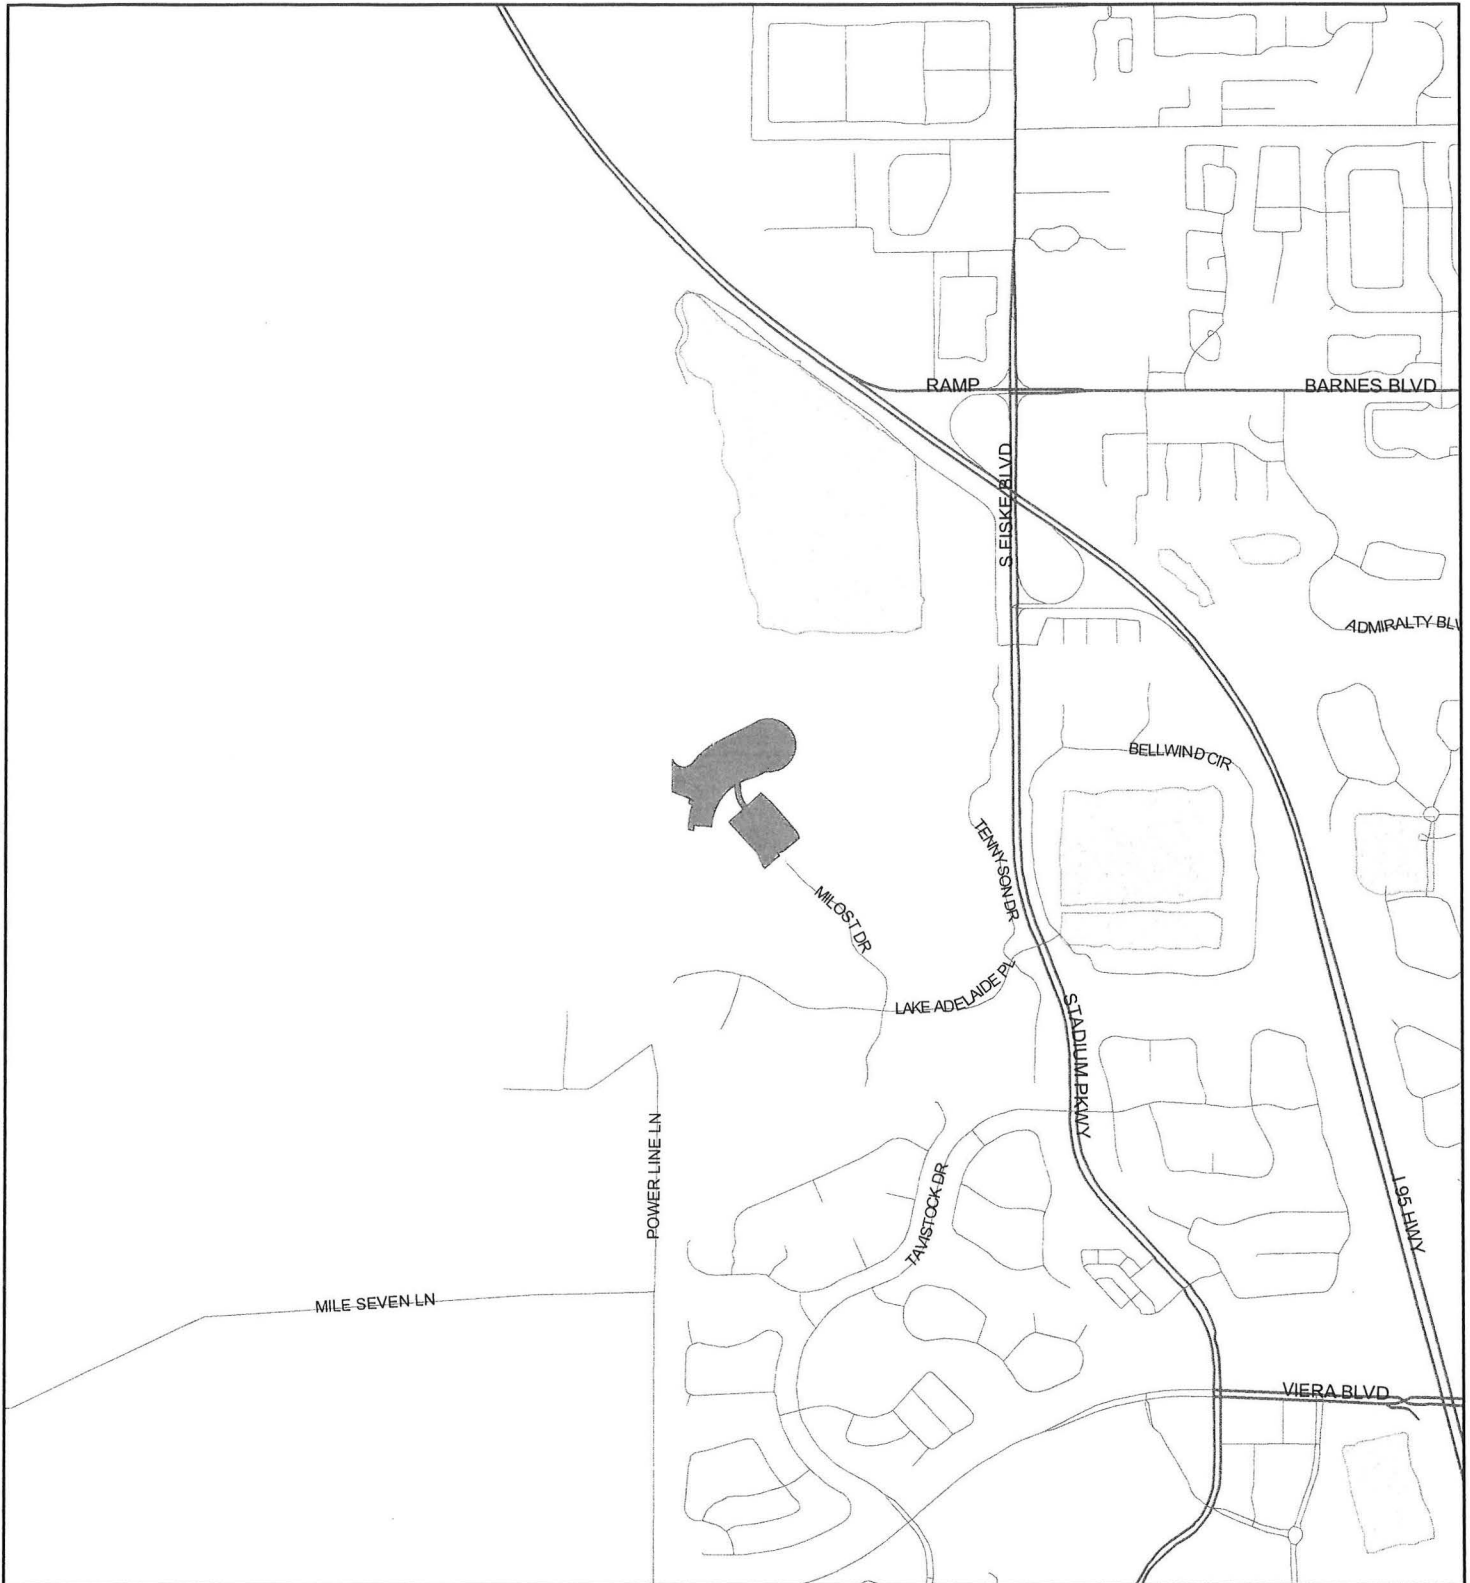 RAMP
BARNES BLVD
S FISKE BLVD
ADMIRALTY BLV
BELLWIND CIR
TENNYSON DR
MILOST DR
LAKE ADELAIDE PL
STADIUM PKWY
POWER LINE LN
TAVISTOCK DR
I 95 HWY
MILE SEVEN LN
VIERA BLVD